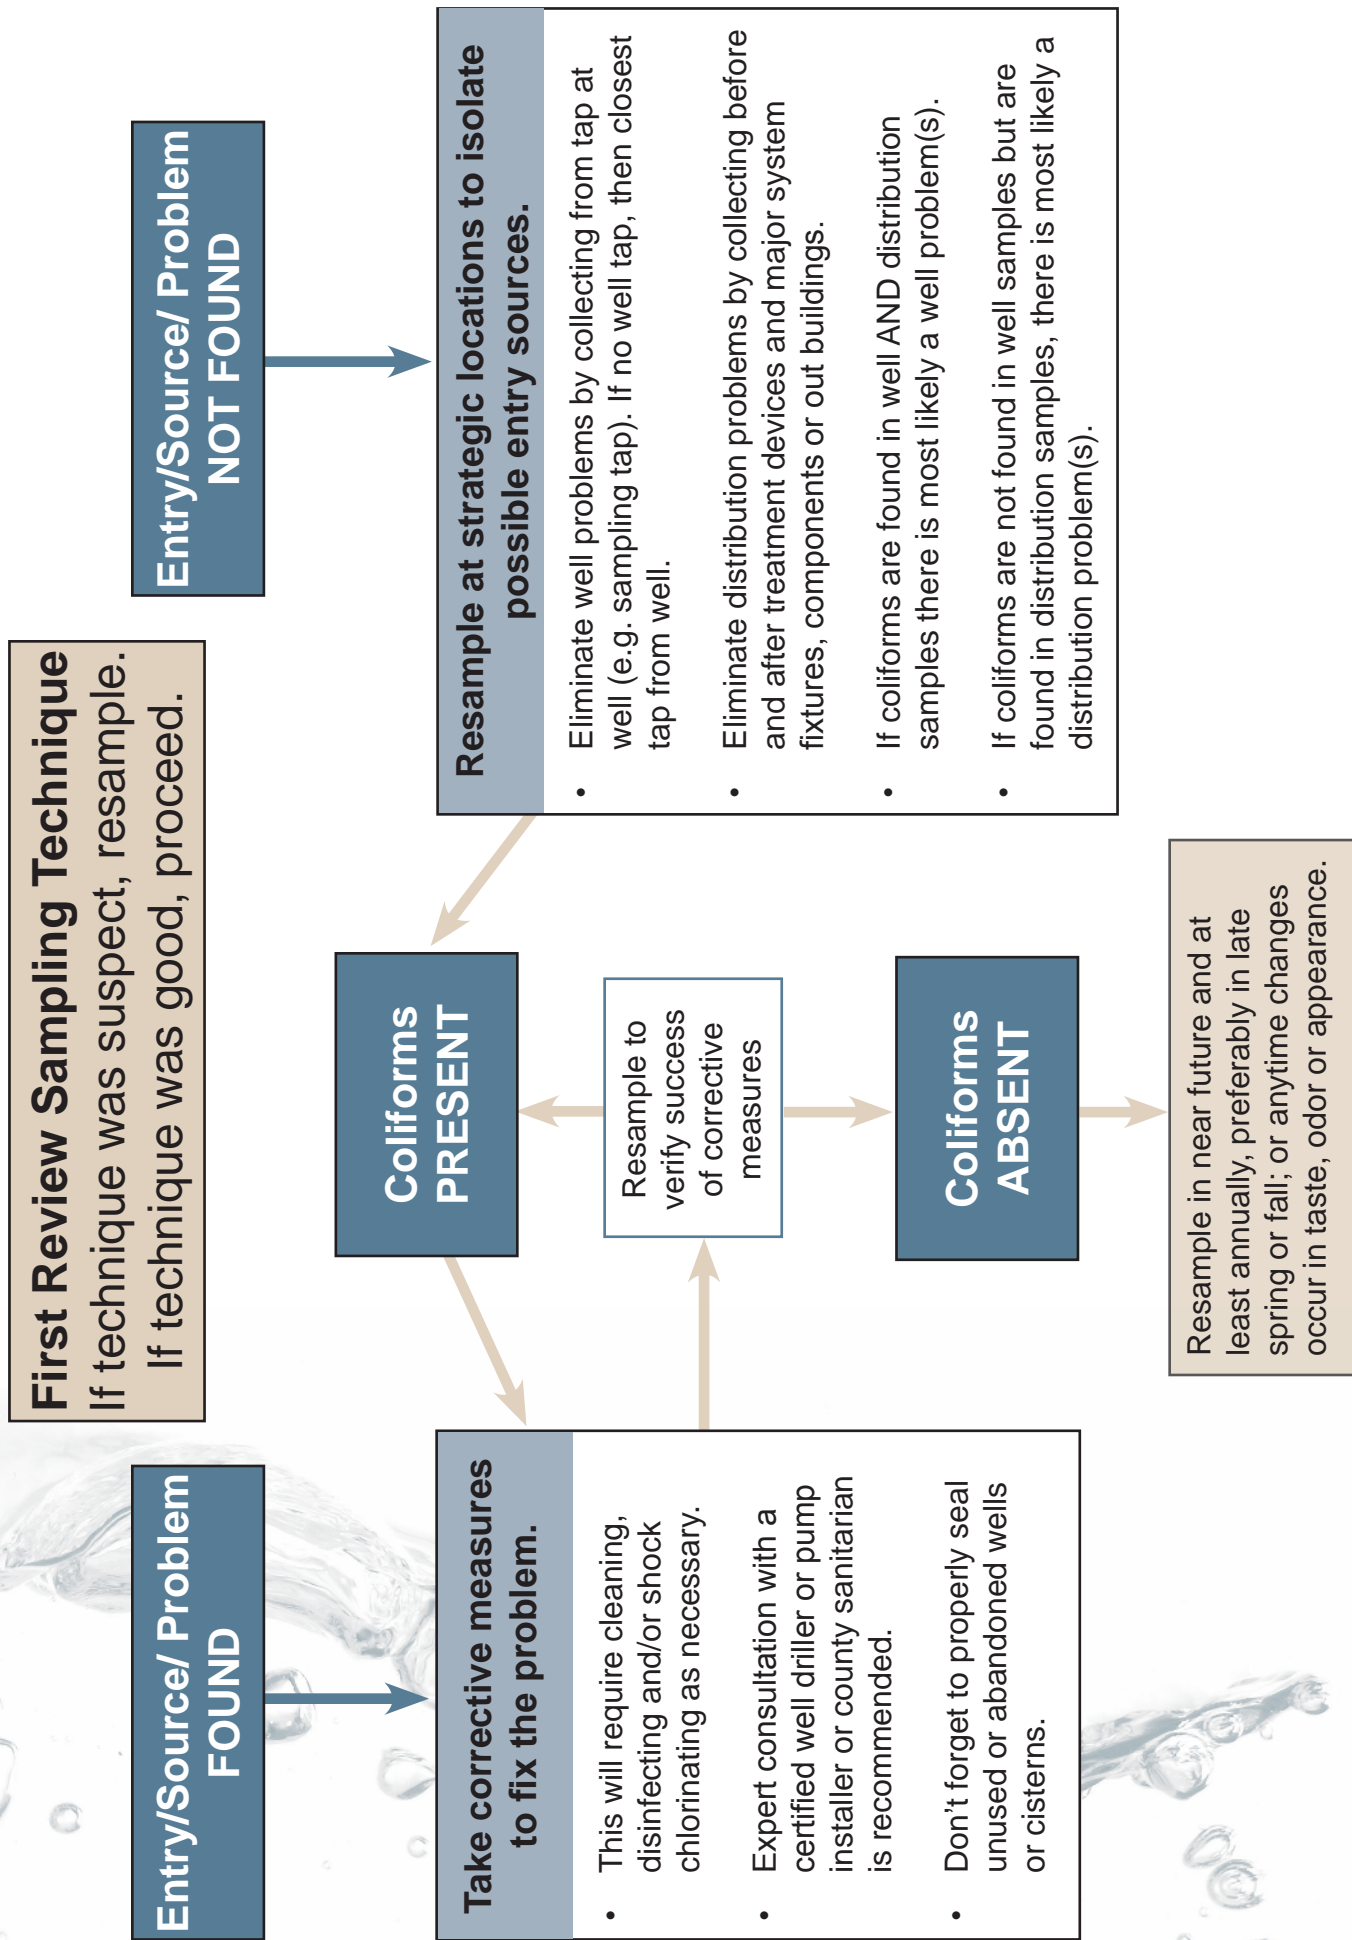 First Review Sampling Technique
If technique was suspect, resample.
If technique was good, proceed.
Entry/Source/ Problem
FOUND
Take corrective measures
to fix the problem.
• This will require cleaning,
disinfecting and/or shock
chlorinating as necessary.
• Expert consultation with a
certified well driller or pump
installer or county sanitarian
is recommended.
• Don't forget to properly seal
unused or abandoned wells
or cisterns.
Coliforms
PRESENT
Resample to
verify success
of corrective
measures
Coliforms
ABSENT
Resample in near future and at
least annually, preferably in late
spring or fall; or anytime changes
occur in taste, odor or appearance.
Entry/Source/ Problem
NOT FOUND
Resample at strategic locations to isolate
possible entry sources.
• Eliminate well problems by collecting from tap at
well (e.g. sampling tap). If no well tap, then closest
tap from well.
• Eliminate distribution problems by collecting before
and after treatment devices and major system
fixtures, components or out buildings.
• If coliforms are found in well AND distribution
samples there is most likely a well problem(s).
• If coliforms are not found in well samples but are
found in distribution samples, there is most likely a
distribution problem(s).